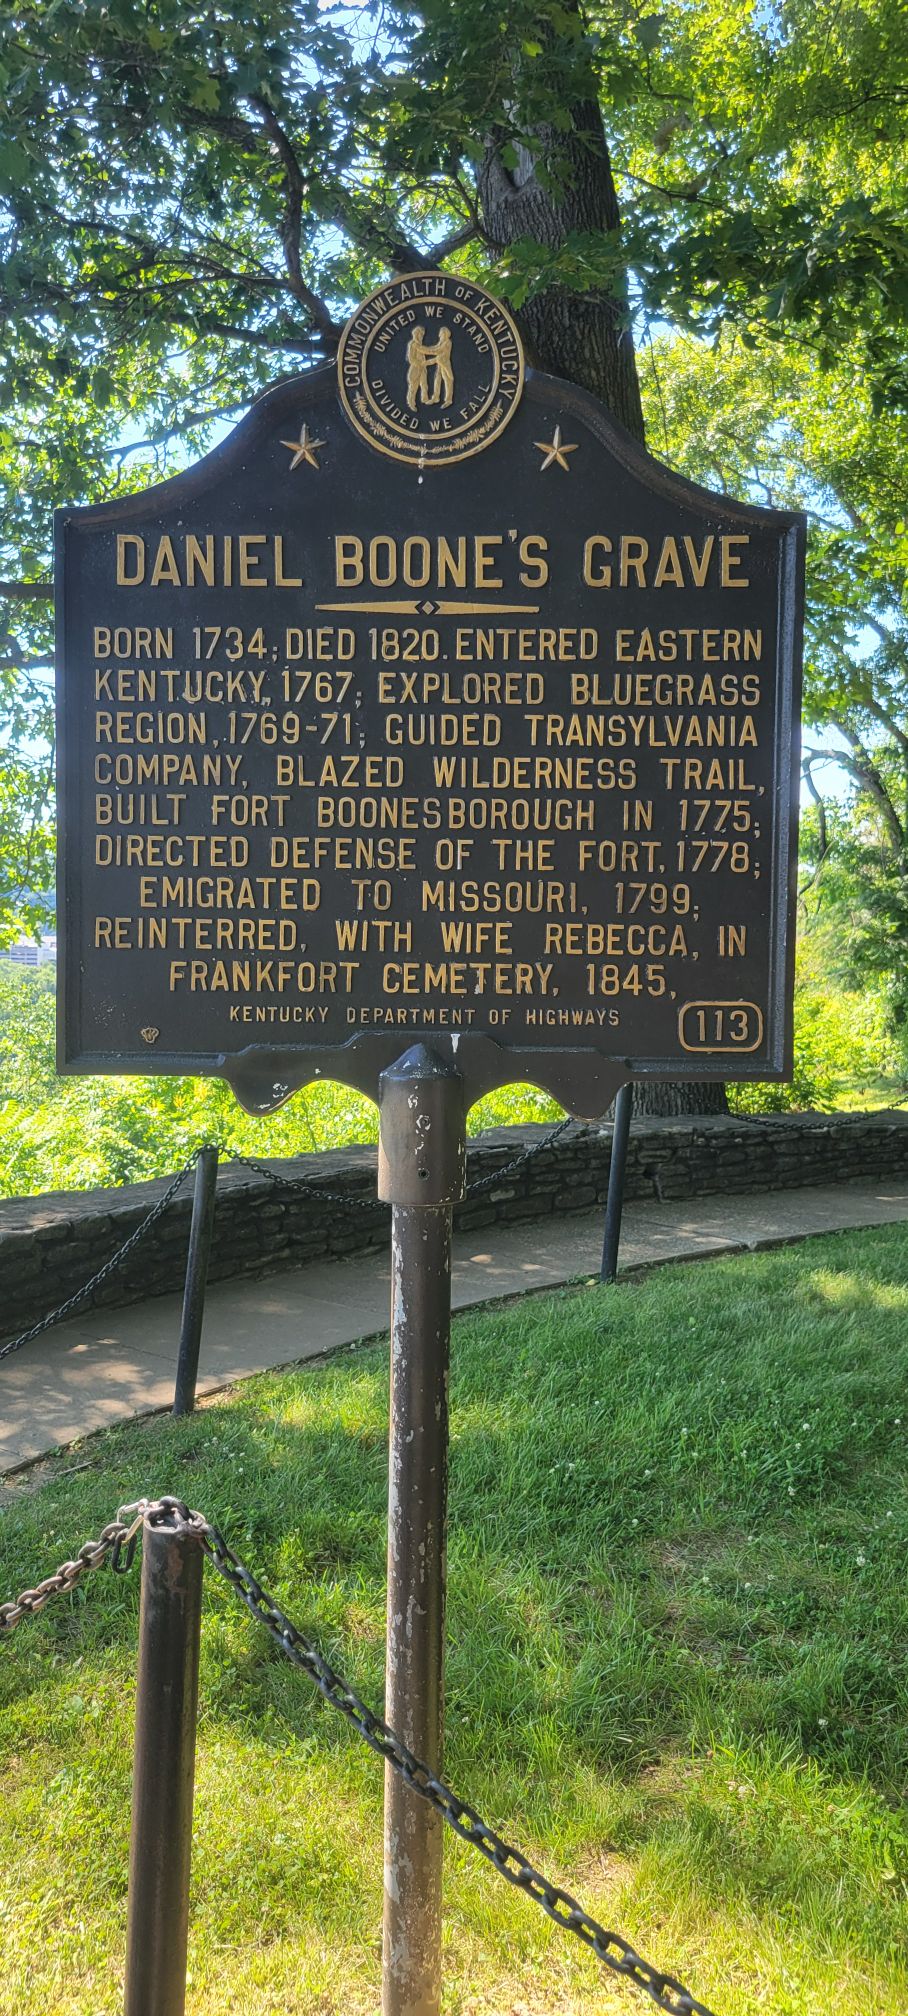 COMMONWEALTH OF KENTUCKY
UNITED WE STAND
DIVIDED WE FALL
DANIEL BOONE'S GRAVE
BORN 1734; DIED 1820. ENTERED EASTERN
KENTUCKY, 1767; EXPLORED BLUEGRASS
REGION, 1769-71; GUIDED TRANSYLVANIA
COMPANY, BLAZED WILDERNESS TRAIL,
BUILT FORT BOONESBOROUGH IN 1775;
DIRECTED DEFENSE OF THE FORT, 1778;
EMIGRATED TO MISSOURI, 1799;
REINTERRED, WITH WIFE REBECCA, IN
FRANKFORT CEMETERY, 1845.
KENTUCKY DEPARTMENT OF HIGHWAYS
113